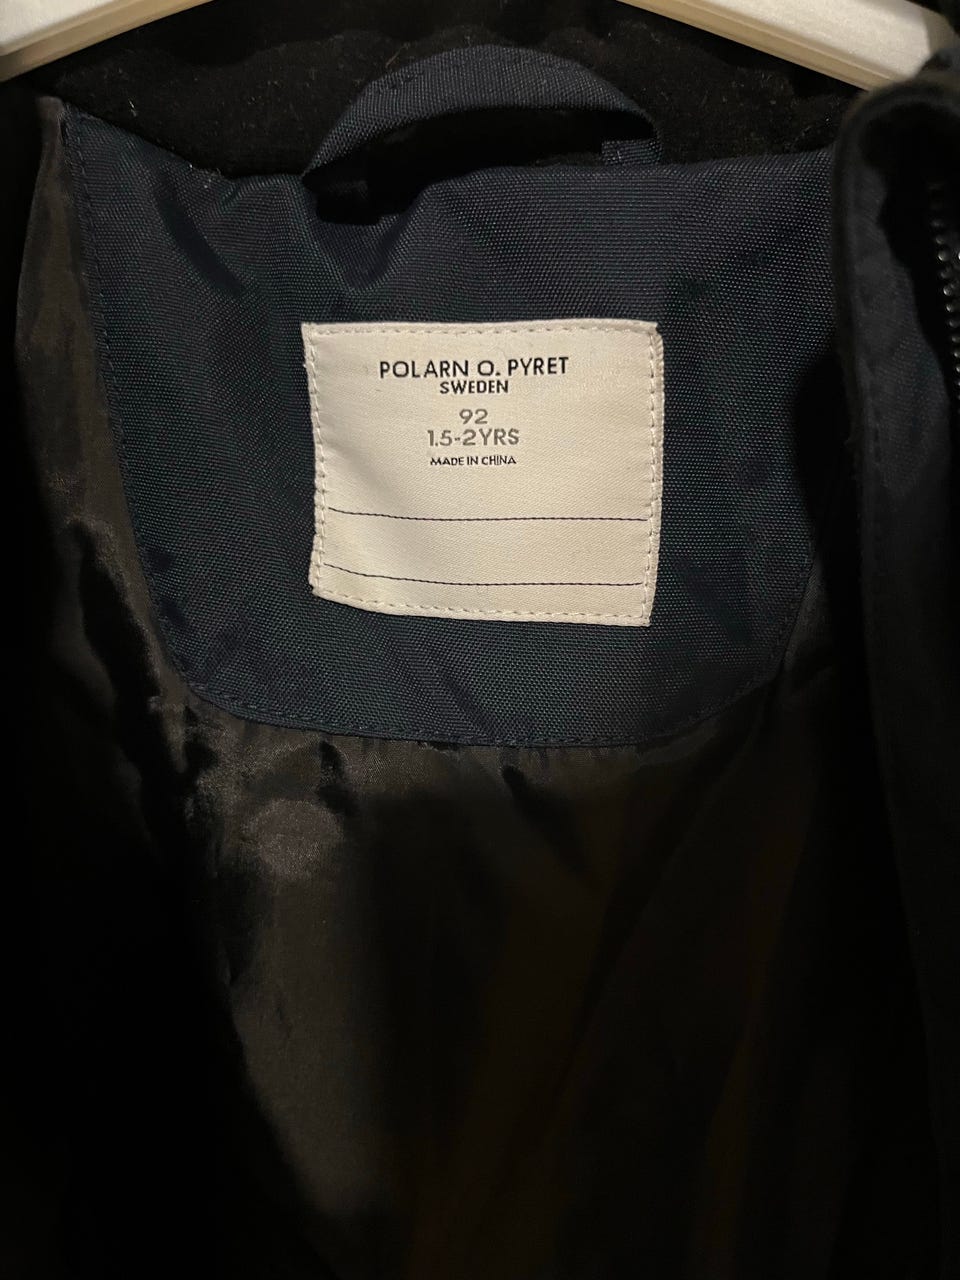 POLARN O. PYRET
SWEDEN
92
1.5-2YRS
MADE IN CHINA